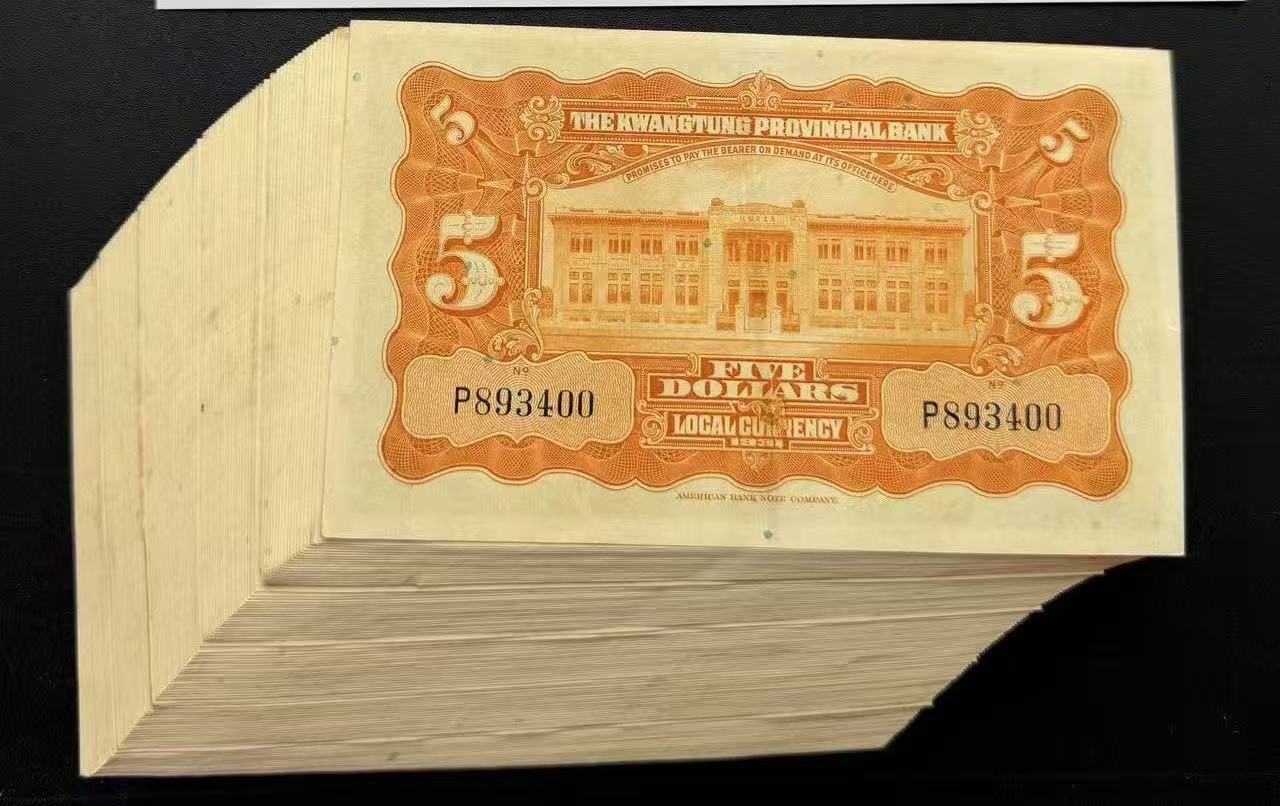 5
THE KWANGTUNG PROVINCIAL BANK
5
PROMISES TO PAY THE BEARER ON DEMAND AT ITS OFFICE HERE
5
5
Nº
P893400
FIVE
DOLLARS
LOCAL CURRENCY
1931
Nº
P893400
AMERICAN BANK NOTE COMPANY.